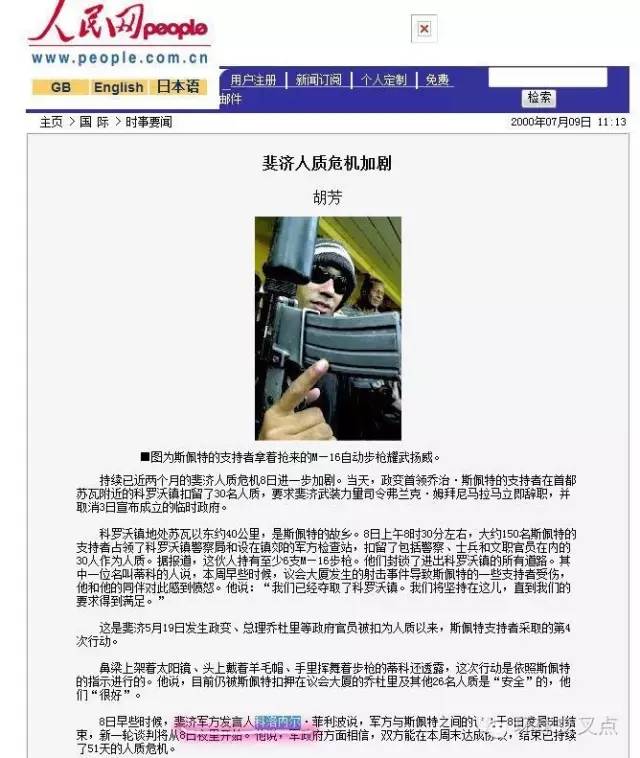 人民网people
www.people.com.cn
GB English 日本语
用户注册 新闻订阅 个人定制 免费
邮件
检索
主页 > 国 际 > 时事要闻 2000年07月09日 11:13
斐济人质危机加剧
胡芳
■图为斯佩特的支持者拿着抢来的M—16自动步枪耀武扬威。
持续已近两个月的斐济人质危机8日进一步加剧。当天，政变首领乔治·斯佩特的支持者在首都
苏瓦附近的科罗沃镇扣留了30名人质，要求斐济武装力量司令弗兰克·姆拜尼马拉马立即辞职，并
取消3日宣布成立的临时政府。
科罗沃镇地处苏瓦以东约40公里，是斯佩特的故乡。8日上午8时30分左右，大约150名斯佩特的
支持者占领了科罗沃镇警察局和设在镇郊的军方检查站，扣留了包括警察、士兵和文职官员在内的
30人作为人质。据报道，这伙人持有至少6支M—16步枪。他们封锁了进出科罗沃镇的所有道路。其
中一位名叫蒂科的人说，本周早些时候，议会大厦发生的射击事件导致斯佩特的一些支持者受伤，
他和他的同伴对此感到愤怒。他说：“我们已经夺取了科罗沃镇。我们将坚持在这儿，直到我们的
要求得到满足。”
这是斐济5月19日发生政变、总理乔杜里等政府官员被扣为人质以来，斯佩特支持者采取的第4
次行动。
鼻梁上架着太阳镜、头上戴着羊毛帽、手里挥舞着步枪的蒂科还透露，这次行动是依照斯佩特
的指示进行的。他说，目前仍被斯佩特扣押在议会大厦的乔杜里及其他26名人质是“安全”的，他
们“很好”。
8日早些时候，斐济军方发言人科洛内尔·菲利波说，军方与斯佩特之间的 于8日凌晨5时结
束，新一轮谈判将从8日夜里开始。他说，军政府方面相信，双方能在本周末达成协议，结束已持续
了51天的人质危机。
又点